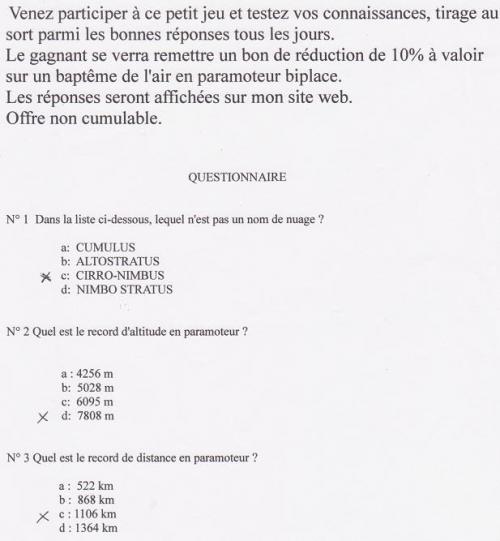 Venez participer à ce petit jeu et testez vos connaissances, tirage au
sort parmi les bonnes réponses tous les jours.
Le gagnant se verra remettre un bon de réduction de 10% à valoir
sur un baptême de l'air en paramoteur biplace.
Les réponses seront affichées sur mon site web.
Offre non cumulable.
QUESTIONNAIRE
N° 1 Dans la liste ci-dessous, lequel n'est pas un nom de nuage ?
a: CUMULUS
b: ALTOSTRATUS
X c: CIRRO-NIMBUS
d: NIMBO STRATUS
N° 2 Quel est le record d'altitude en paramoteur ?
a : 4256 m
b: 5028 m
c: 6095 m
X d: 7808 m
N° 3 Quel est le record de distance en paramoteur ?
a : 522 km
b : 868 km
X c : 1106 km
d : 1364 km